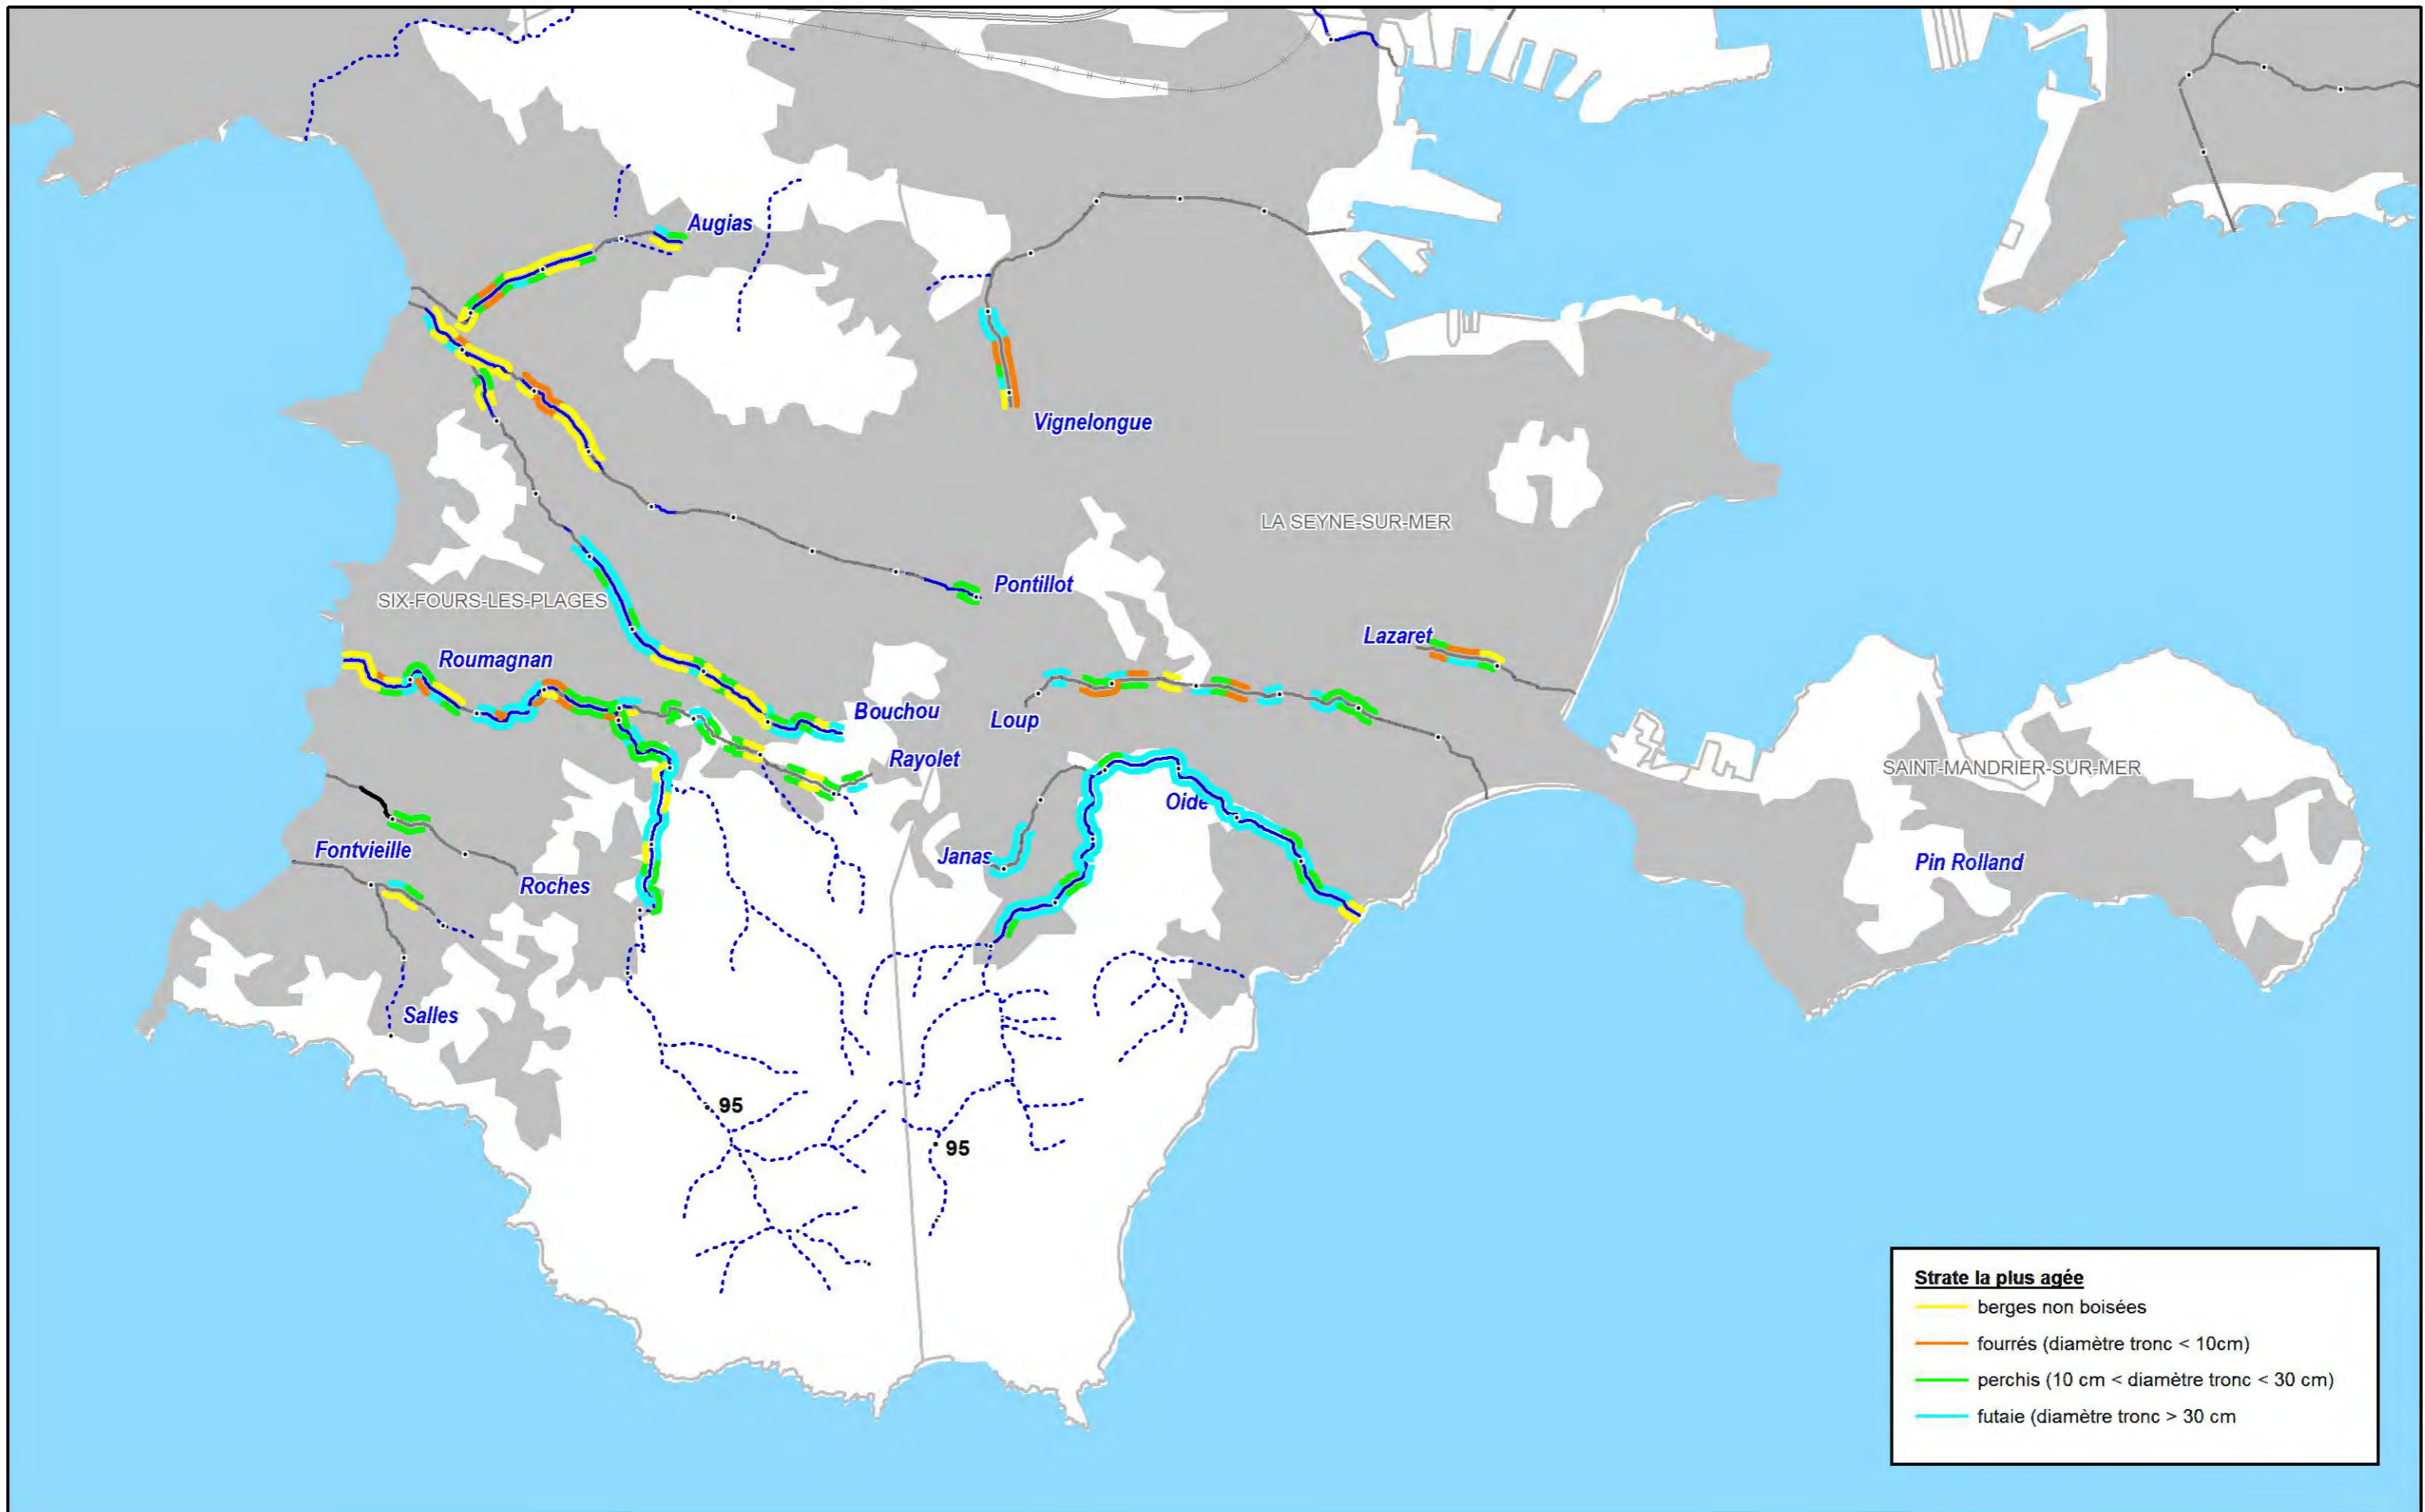 Augias
Vignelongue
LA SEYNE-SUR-MER
Pontillot
SIX-FOURS-LES-PLAGES
Lazaret
Roumagnan
Bouchou
Loup
Rayolet
SAINT-MANDRIER-SUR-MER
Oide
Fontvieille
Janas
Pin Rolland
Roches
Salles
95
95
Strate la plus agée
berges non boisées
fourrés (diamètre tronc < 10cm)
perchis (10 cm < diamètre tronc < 30 cm)
futaie (diamètre tronc > 30 cm